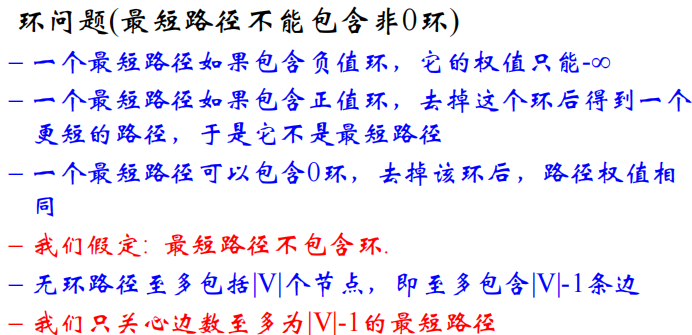 环问题(最短路径不能包含非0环)
– 一个最短路径如果包含负值环，它的权值只能-∞
– 一个最短路径如果包含正值环，去掉这个环后得到一个
更短的路径，于是它不是最短路径
– 一个最短路径可以包含0环，去掉该环后，路径权值相
同
– 我们假定: 最短路径不包含环.
– 无环路径至多包括|V|个节点，即至多包含|V|-1条边
– 我们只关心边数至多为|V|-1的最短路径